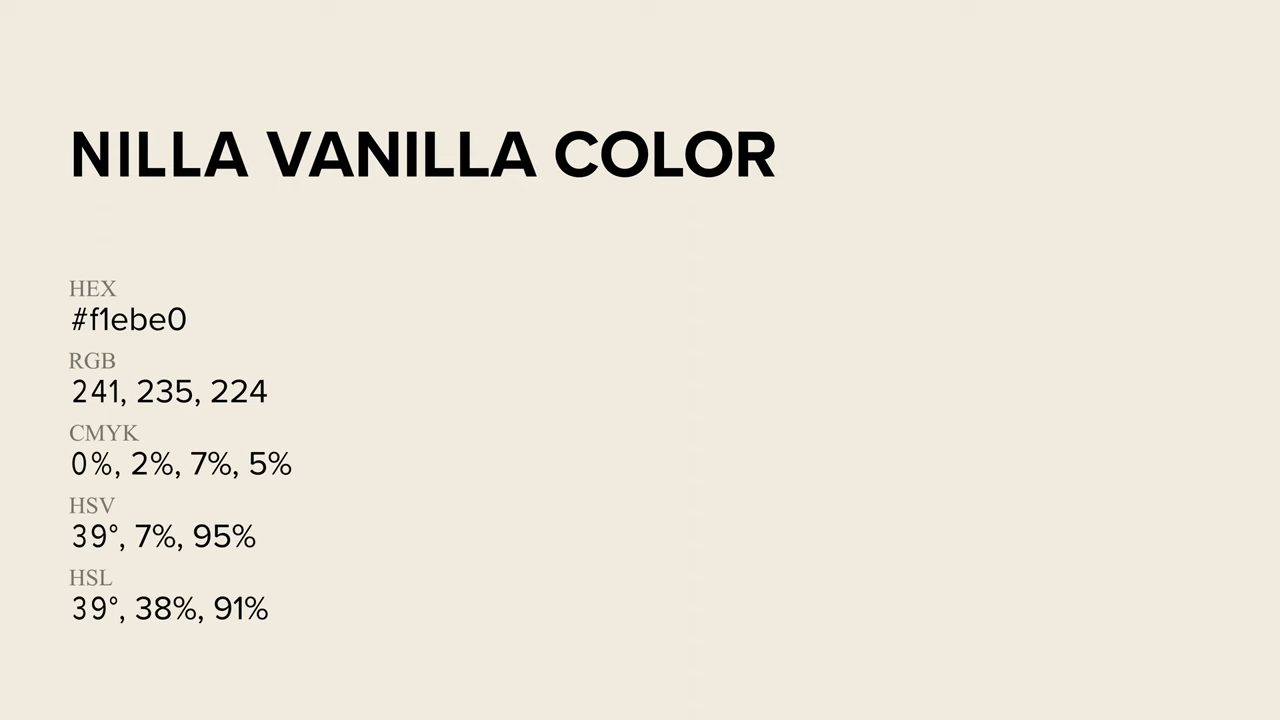 NILLA VANILLA COLOR
HEX
#f1ebe0
RGB
241, 235, 224
CMYK
0%, 2%, 7%, 5%
HSV
39°, 7%, 95%
HSL
39°, 38%, 91%